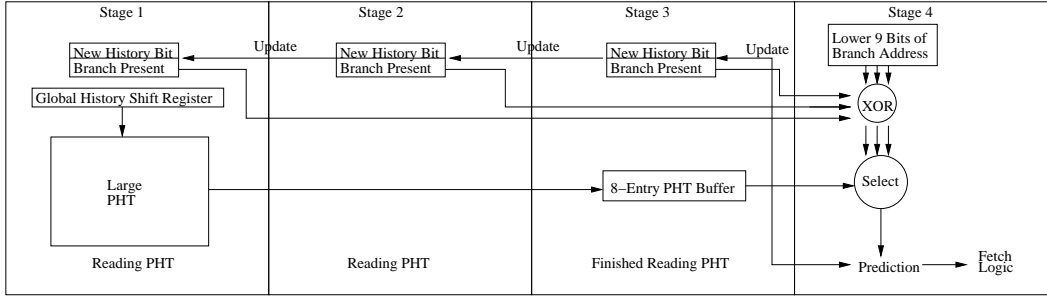 Stage 1
Stage 2
Stage 3
Stage 4
New History Bit
Branch Present
Update
New History Bit
Branch Present
Update
New History Bit
Branch Present
Update
Lower 9 Bits of
Branch Address
Global History Shift Register
XOR
Large
PHT
8−Entry PHT Buffer
Select
Reading PHT
Reading PHT
Finished Reading PHT
Prediction
Fetch
Logic